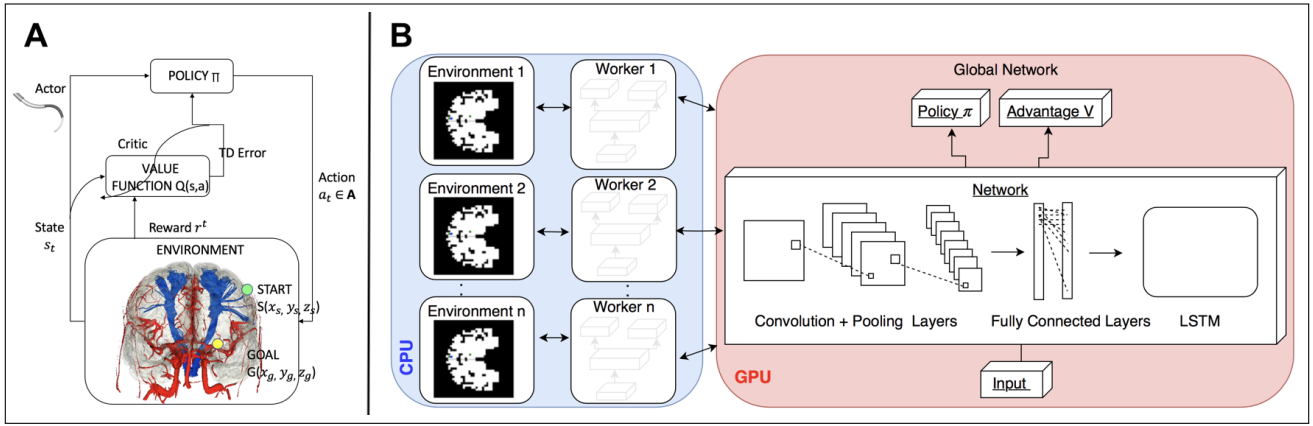 A
POLICY π
Actor
Critic
TD Error
VALUE
FUNCTION Q(s,a)
Action
a_t ∈ A
State
s_t
Reward r^t
ENVIRONMENT
START
S(x_s, y_s, z_s)
GOAL
G(x_g, y_g, z_g)
B
Environment 1
Worker 1
Environment 2
Worker 2
Environment n
Worker n
CPU
Global Network
Policy π
Advantage V
Network
Convolution + Pooling Layers
Fully Connected Layers
LSTM
GPU
Input